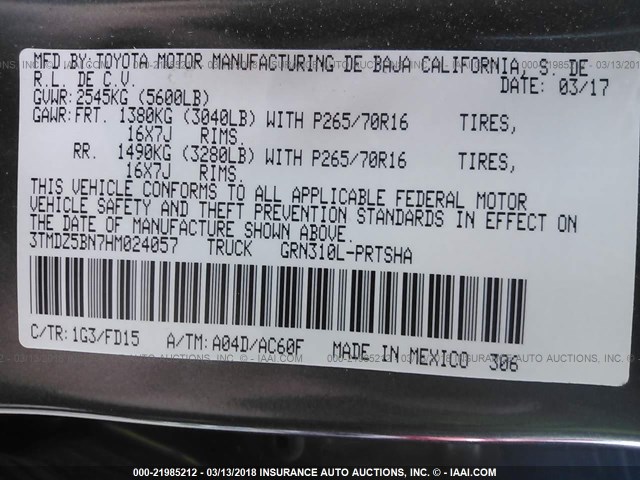 MFD BY:TOYOTA MOTOR MANUFACTURING DE BAJA CALIFORNIA, S. DE
R.L. DE C.V. DATE: 03/17
GVWR:2545KG (5600LB)
GAWR:FRT. 1380KG (3040LB) WITH P265/70R16 TIRES,
16X7J RIMS.
RR. 1490KG (3280LB) WITH P265/70R16 TIRES,
16X7J RIMS.
THIS VEHICLE CONFORMS TO ALL APPLICABLE FEDERAL MOTOR
VEHICLE SAFETY AND THEFT PREVENTION STANDARDS IN EFFECT ON
THE DATE OF MANUFACTURE SHOWN ABOVE.
3TMDZ5BN7HM024057 TRUCK GRN310L-PRTSHA
C/TR:1G3/FD15 A/TM:A04D/AC60F MADE IN MEXICO 306
000-21985212 - 03/13/2018 INSURANCE AUTO AUCTIONS INC. © - IAAI.COM